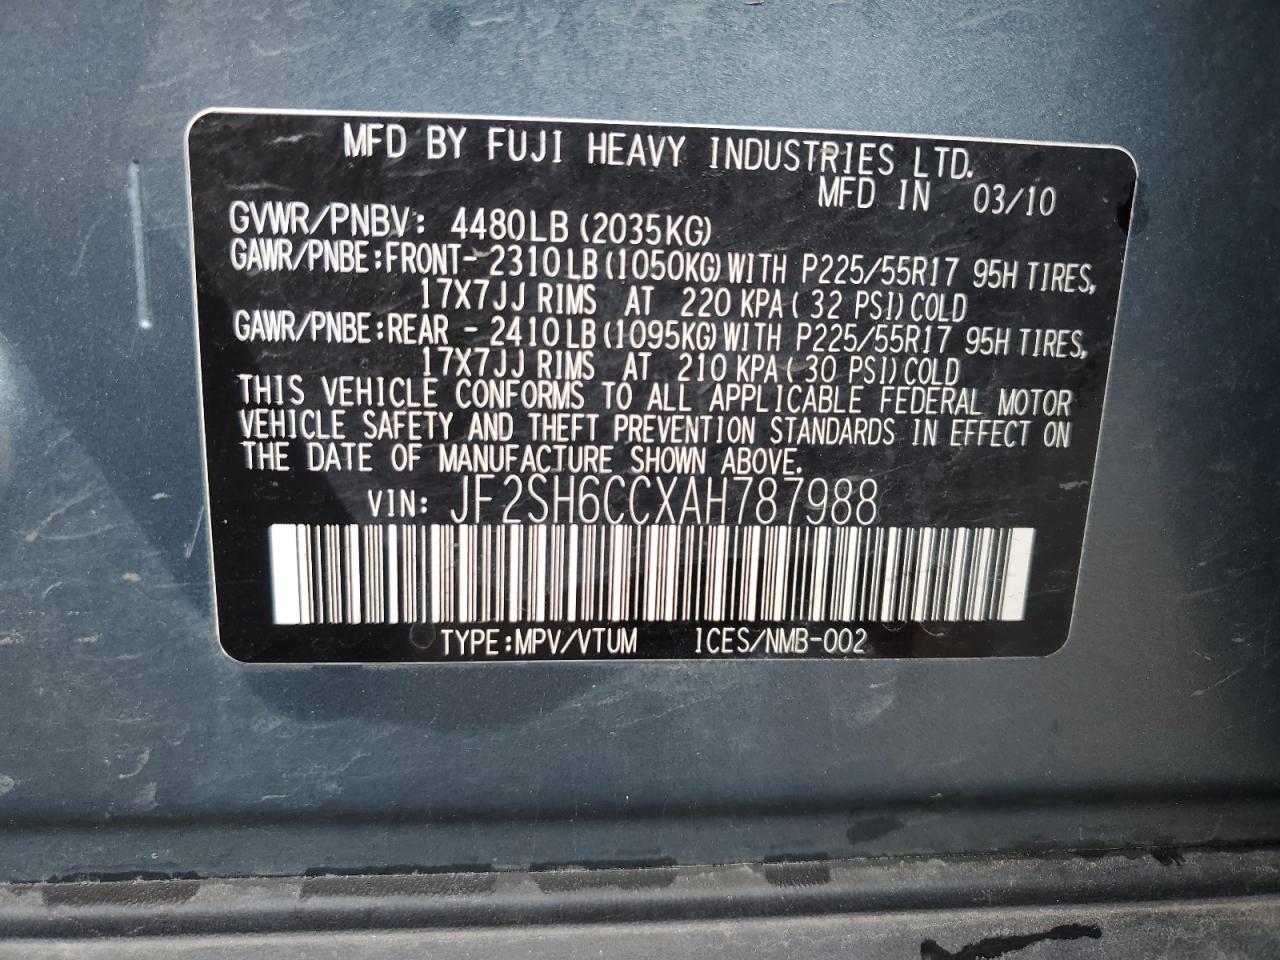 MFD BY FUJI HEAVY INDUSTRIES LTD.
MFD IN 03/10
GVWR/PNBV: 4480LB (2035KG)
GAWR/PNBE:FRONT- 2310LB (1050KG) WITH P225/55R17 95H TIRES,
17X7JJ RIMS AT 220 KPA ( 32 PSI) COLD
GAWR/PNBE:REAR - 2410LB (1095KG) WITH P225/55R17 95H TIRES,
17X7JJ RIMS AT 210 KPA ( 30 PSI) COLD
THIS VEHICLE CONFORMS TO ALL APPLICABLE FEDERAL MOTOR
VEHICLE SAFETY AND THEFT PREVENTION STANDARDS IN EFFECT ON
THE DATE OF MANUFACTURE SHOWN ABOVE.
VIN: JF2SH6CCXAH787988
TYPE:MPV/VTUM ICES/NMB-002